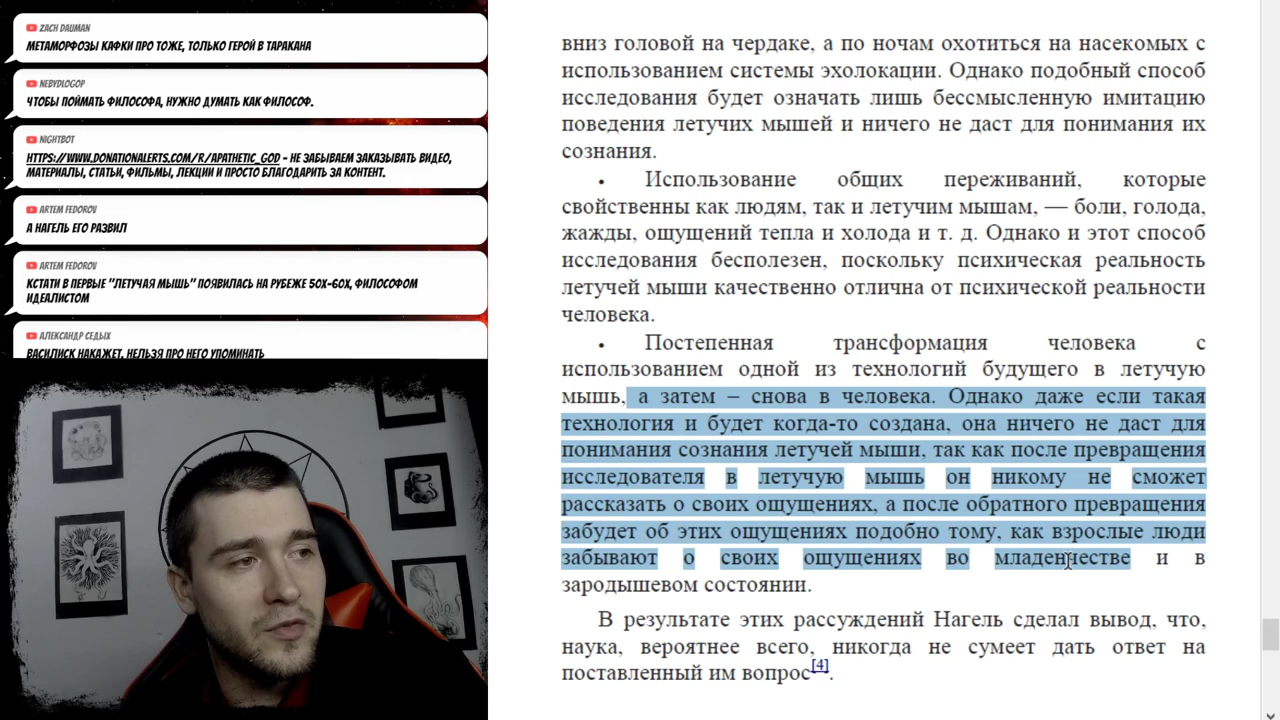 ZACH DAUMAN
МЕТАМОРФОЗЫ КАФКИ ПРО ТОЖЕ, ТОЛЬКО ГЕРОЙ В ТАРАКАНА
NEBYDLOGOP
ЧТОБЫ ПОЙМАТЬ ФИЛОСОФА, НУЖНО ДУМАТЬ КАК ФИЛОСОФ.
NIGHTBOT
HTTPS://WWW.DONATIONALERTS.COM/R/APATHETIC_GOD - НЕ ЗАБЫВАЕМ ЗАКАЗЫВАТЬ ВИДЕО,
МАТЕРИАЛЫ, СТАТЬИ, ФИЛЬМЫ, ЛЕКЦИИ И ПРОСТО БЛАГОДАРИТЬ ЗА КОНТЕНТ.
ARTEM FEDOROV
А НАГЕЛЬ ЕГО РАЗВИЛ
ARTEM FEDOROV
КСТАТИ В ПЕРВЫЕ "ЛЕТУЧАЯ МЫШЬ" ПОЯВИЛАСЬ НА РУБЕЖЕ 50Х-60Х, ФИЛОСОФОМ
ИДЕАЛИСТОМ
АЛЕКСАНДР СЕДЫХ
ВАСИЛИСК НАКАЖЕТ, НЕЛЬЗЯ ПРО НЕГО УПОМИНАТЬ
вниз головой на чердаке, а по ночам охотиться на насекомых с
использованием системы эхолокации. Однако подобный способ
исследования будет означать лишь бессмысленную имитацию
поведения летучих мышей и ничего не даст для понимания их
сознания.
• Использование общих переживаний, которые
свойственны как людям, так и летучим мышам, — боли, голода,
жажды, ощущений тепла и холода и т. д. Однако и этот способ
исследования бесполезен, поскольку психическая реальность
летучей мыши качественно отлична от психической реальности
человека.
• Постепенная трансформация человека с
использованием одной из технологий будущего в летучую
мышь, а затем – снова в человека. Однако даже если такая
технология и будет когда-то создана, она ничего не даст для
понимания сознания летучей мыши, так как после превращения
исследователя в летучую мышь он никому не сможет
рассказать о своих ощущениях, а после обратного превращения
забудет об этих ощущениях подобно тому, как взрослые люди
забывают о своих ощущениях во младенчестве и в
зародышевом состоянии.
В результате этих рассуждений Нагель сделал вывод, что,
наука, вероятнее всего, никогда не сумеет дать ответ на
поставленный им вопрос[4].